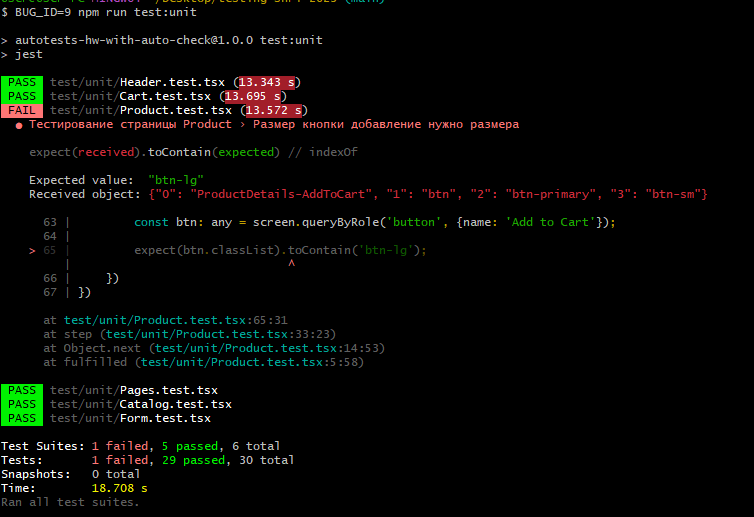 $ BUG_ID=9 npm run test:unit
> autotests-hw-with-auto-check@1.0.0 test:unit
> jest
PASS test/unit/Header.test.tsx (13.343 s)
PASS test/unit/Cart.test.tsx (13.695 s)
FAIL test/unit/Product.test.tsx (13.572 s)
● Тестирование страницы Product › Размер кнопки добавление нужно размера
expect(received).toContain(expected) // indexOf
Expected value: "btn-lg"
Received object: {"0": "ProductDetails-AddToCart", "1": "btn", "2": "btn-primary", "3": "btn-sm"}
63 | const btn: any = screen.queryByRole('button', {name: 'Add to Cart'});
64 |
> 65 | expect(btn.classList).toContain('btn-lg');
| ^
66 | })
67 | })
at test/unit/Product.test.tsx:65:31
at step (test/unit/Product.test.tsx:33:23)
at Object.next (test/unit/Product.test.tsx:14:53)
at fulfilled (test/unit/Product.test.tsx:5:58)
PASS test/unit/Pages.test.tsx
PASS test/unit/Catalog.test.tsx
PASS test/unit/Form.test.tsx
Test Suites: 1 failed, 5 passed, 6 total
Tests: 1 failed, 29 passed, 30 total
Snapshots: 0 total
Time: 18.708 s
Ran all test suites.